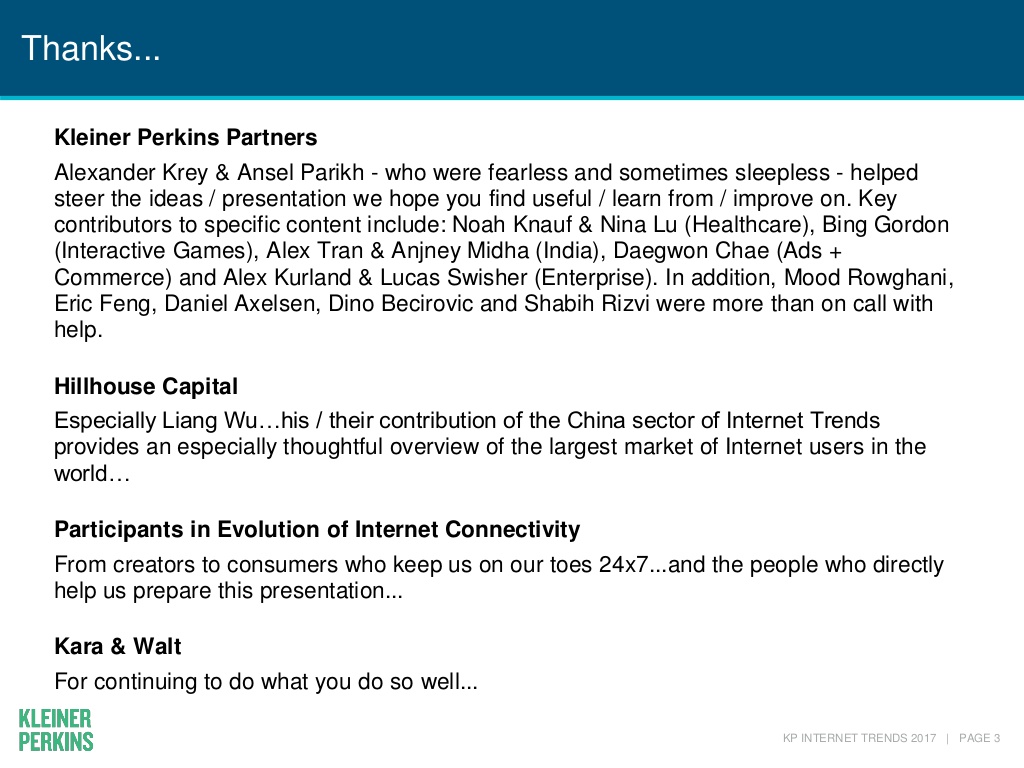 Thanks...
Kleiner Perkins Partners
Alexander Krey & Ansel Parikh - who were fearless and sometimes sleepless - helped
steer the ideas / presentation we hope you find useful / learn from / improve on. Key
contributors to specific content include: Noah Knauf & Nina Lu (Healthcare), Bing Gordon
(Interactive Games), Alex Tran & Anjney Midha (India), Daegwon Chae (Ads +
Commerce) and Alex Kurland & Lucas Swisher (Enterprise). In addition, Mood Rowghani,
Eric Feng, Daniel Axelsen, Dino Becirovic and Shabih Rizvi were more than on call with
help.
Hillhouse Capital
Especially Liang Wu…his / their contribution of the China sector of Internet Trends
provides an especially thoughtful overview of the largest market of Internet users in the
world…
Participants in Evolution of Internet Connectivity
From creators to consumers who keep us on our toes 24x7...and the people who directly
help us prepare this presentation...
Kara & Walt
For continuing to do what you do so well...
KLEINER
PERKINS
KP INTERNET TRENDS 2017 | PAGE 3